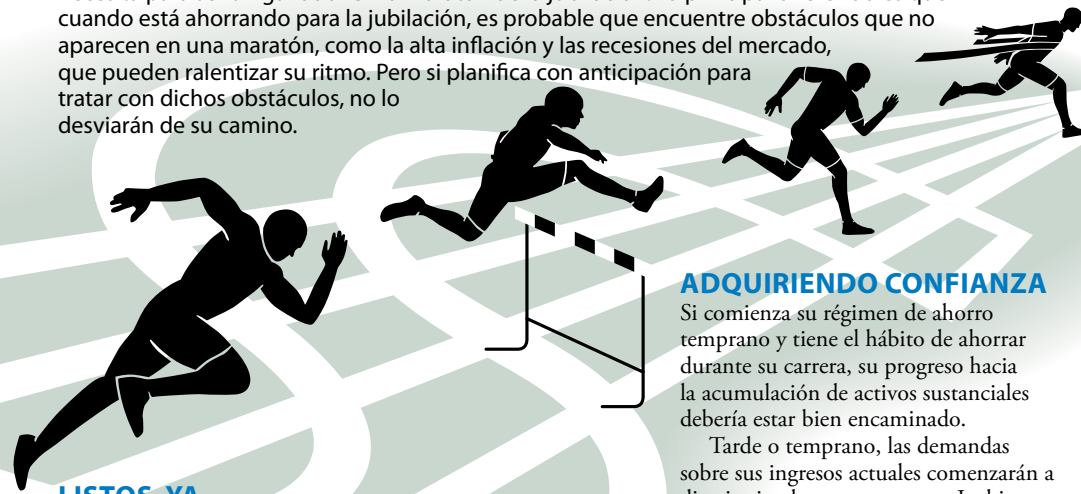 cuando está ahorrando para la jubilación, es probable que encuentre obstáculos que no
aparecen en una maratón, como la alta inflación y las recesiones del mercado,
que pueden ralentizar su ritmo. Pero si planifica con anticipación para
tratar con dichos obstáculos, no lo
desviarán de su camino.
ADQUIRIENDO CONFIANZA
Si comienza su régimen de ahorro
temprano y tiene el hábito de ahorrar
durante su carrera, su progreso hacia
la acumulación de activos sustanciales
debería estar bien encaminado.
Tarde o temprano, las demandas
sobre sus ingresos actuales comenzarán a
LISTOS, YA